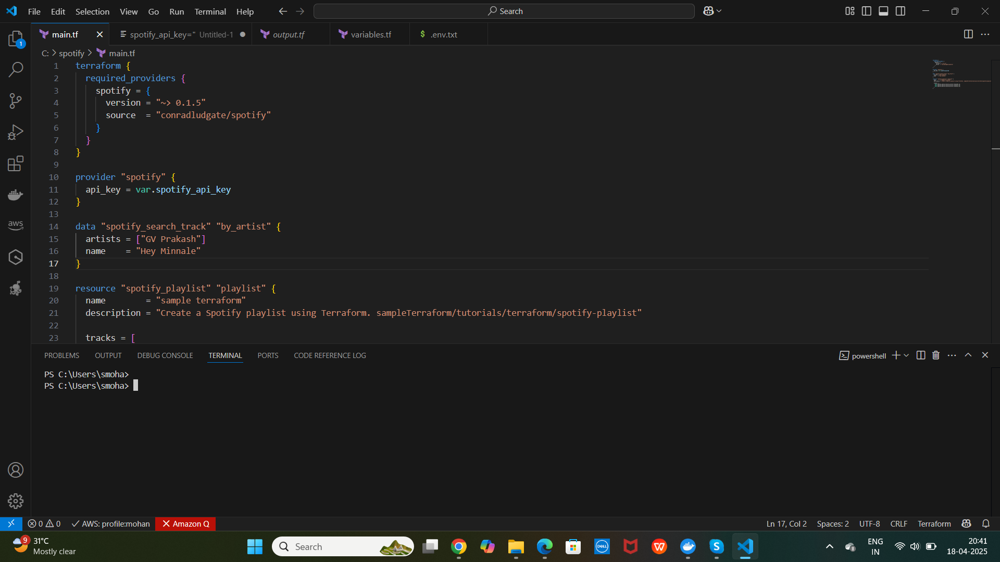 File Edit Selection View Go Run Terminal Help
Search
main.tf
spotify_api_key=" Untitled-1
output.tf
variables.tf
$ .env.txt
1
C: > spotify > main.tf
1 terraform {
2 required_providers {
3 spotify = {
4 version = "~> 0.1.5"
5 source = "conradludgate/spotify"
6 }
7 }
8 }
9
10 provider "spotify" {
11 api_key = var.spotify_api_key
12 }
13
14 data "spotify_search_track" "by_artist" {
15 artists = ["GV Prakash"]
16 name = "Hey Minnale"
17 }
18
19 resource "spotify_playlist" "playlist" {
20 name = "sample terraform"
21 description = "Create a Spotify playlist using Terraform. sampleTerraform/tutorials/terraform/spotify-playlist"
22
23 tracks = [
aws
PROBLEMS OUTPUT DEBUG CONSOLE TERMINAL PORTS CODE REFERENCE LOG
powershell
PS C:\Users\smoha>
PS C:\Users\smoha>
0 0 AWS: profile:mohan Amazon Q
Ln 17, Col 2 Spaces: 2 UTF-8 CRLF Terraform
9
31°C
Mostly clear
Search
DELL
W
S
ENG
IN
20:41
18-04-2025